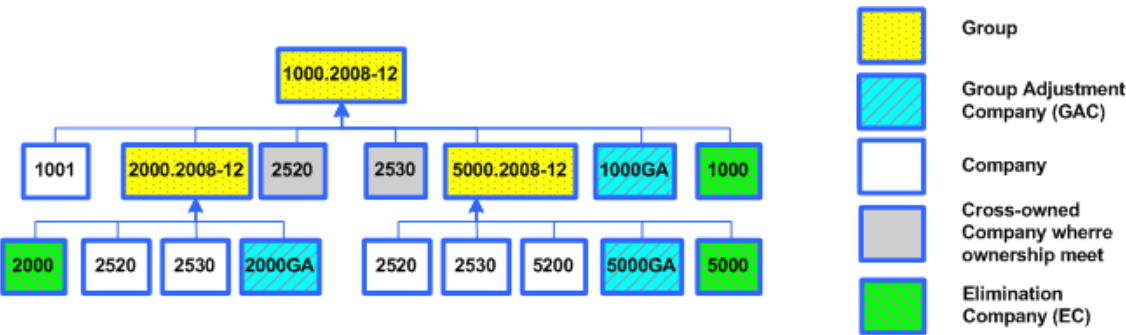 1000.2008-12
1001
2000.2008-12
2520
2530
5000.2008-12
1000GA
1000
2000
2520
2530
2000GA
2520
2530
5200
5000GA
5000
Group
Group Adjustment
Company (GAC)
Company
Cross-owned
Company wherre
ownership meet
Elimination
Company (EC)